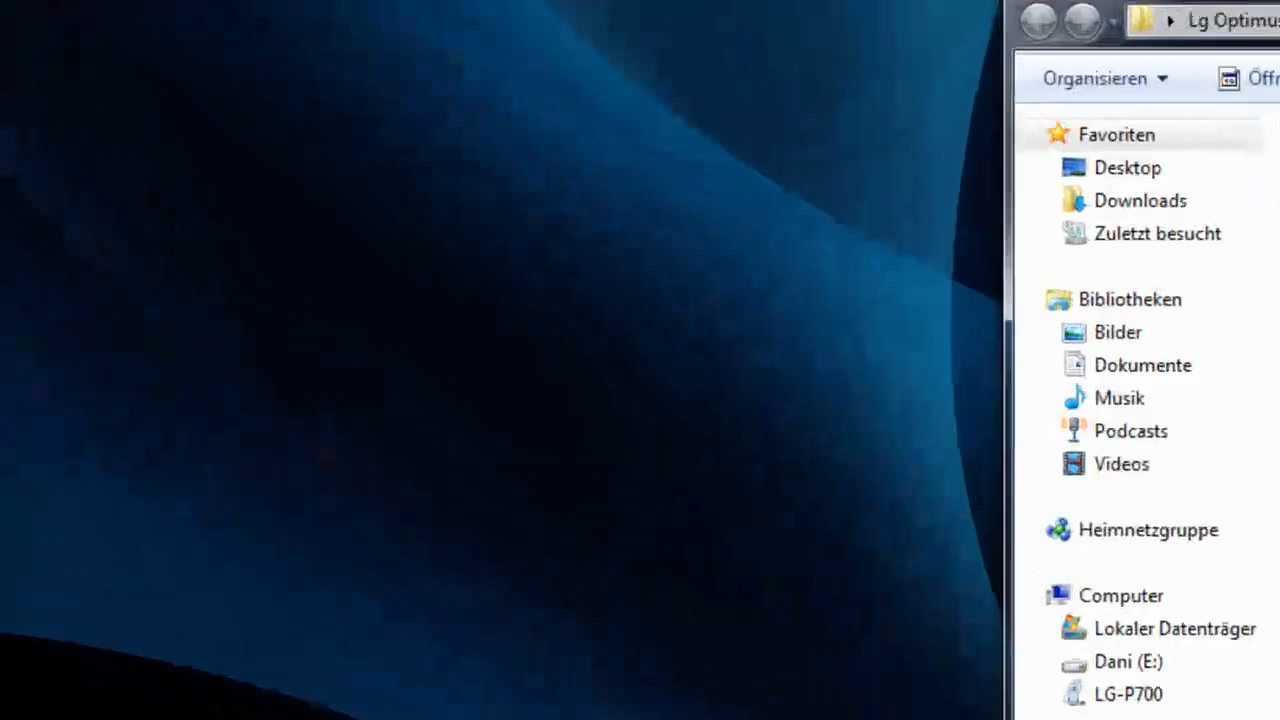 Lg Optimus
Organisieren
Favoriten
Desktop
Downloads
Zuletzt besucht
Bibliotheken
Bilder
Dokumente
Musik
Podcasts
Videos
Heimnetzgruppe
Computer
Lokaler Datenträger
Dani (E:)
LG-P700